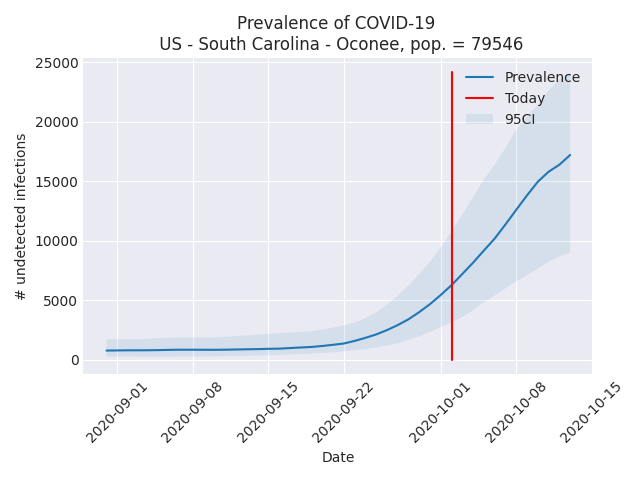 Prevalence of COVID-19
US - South Carolina - Oconee, pop. = 79546
Prevalence
Today
95CI
# undetected infections
25000
20000
15000
10000
5000
0
2020-09-01
2020-09-08
2020-09-15
2020-09-22
2020-10-01
2020-10-08
2020-10-15
Date